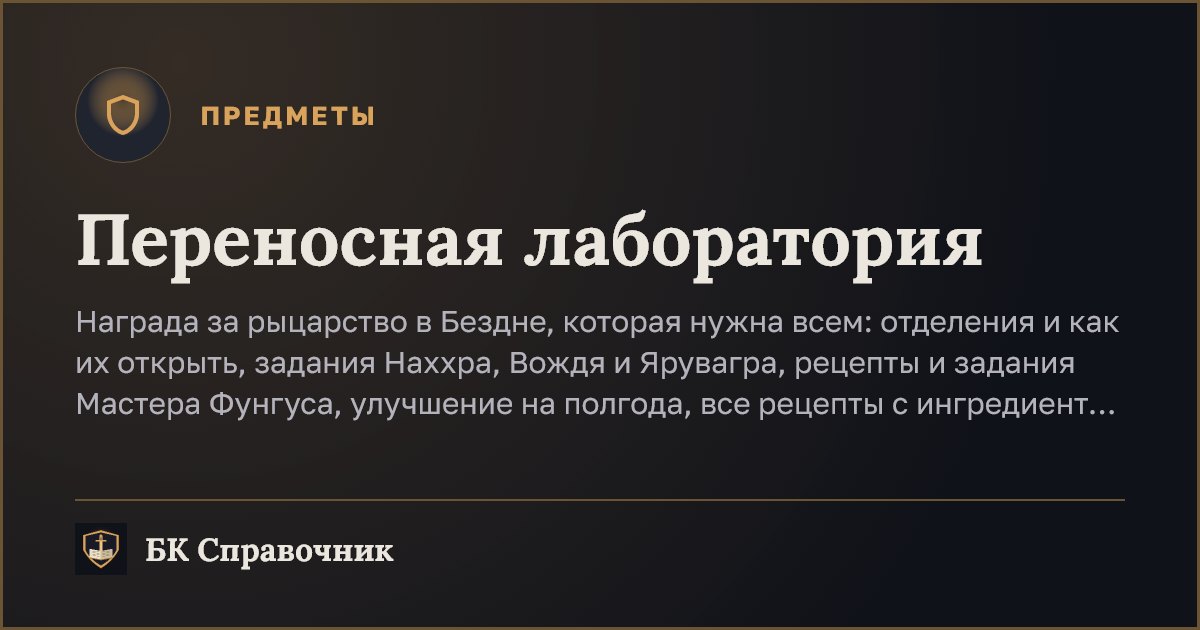 ПРЕДМЕТЫ
Переносная лаборатория
Награда за рыцарство в Бездне, которая нужна всем: отделения и как
их открыть, задания Наххра, Вождя и Ярувагра, рецепты и задания
Мастера Фунгуса, улучшение на полгода, все рецепты с ингредиент…
БК Справочник